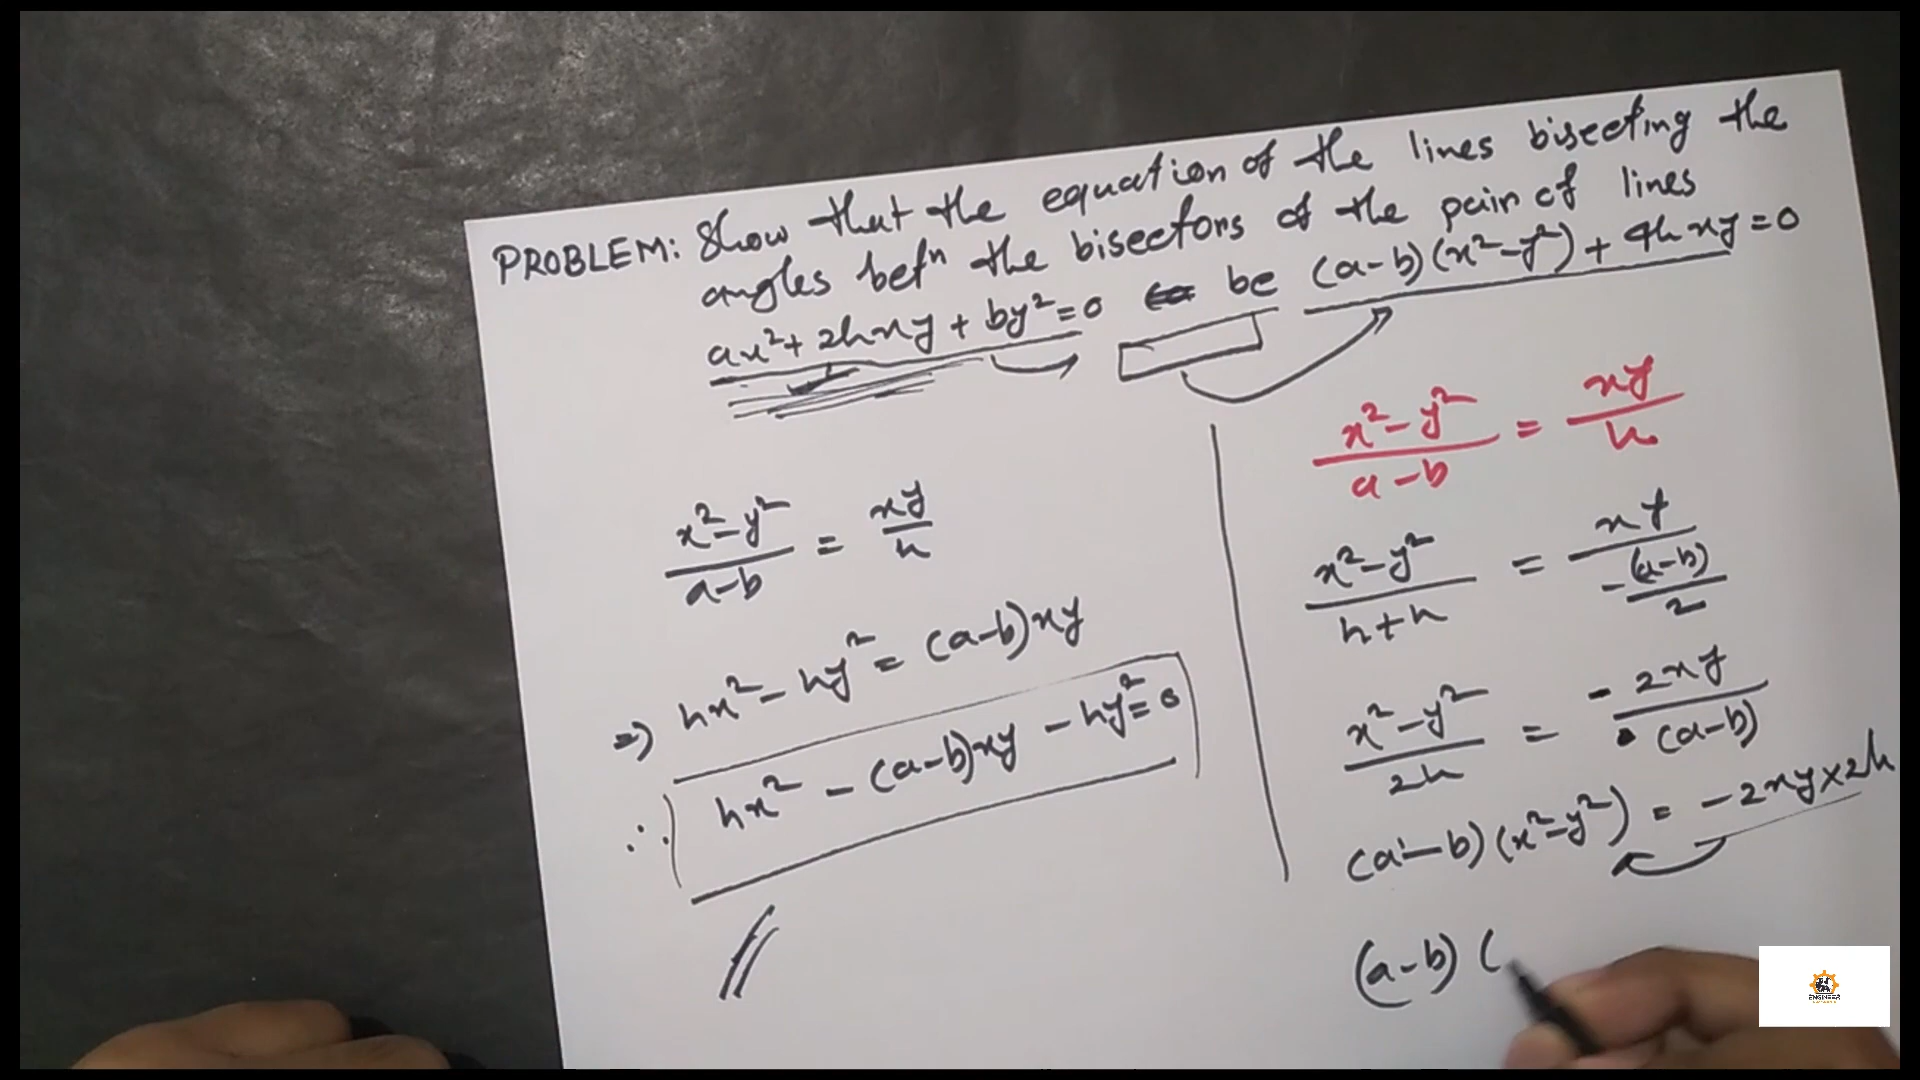 PROBLEM: Show that the equation of the lines bisecting the
angles betⁿ the bisectors of the pair of lines
ax²+2hxy+by²=0 be (a-b)(x²-y²)+4hxy=0
x²-y²/a-b = xy/h
⇒) hx²-hy²=(a-b)xy
∴ hx²-(a-b)xy-hy²=0
x²-y²/a-b = xy/h
x²-y²/h+h = xy/-(a-b)/2
x²-y²/2h = -2xy/(a-b)
(a-b)(x²-y²) = -2xy×2h
(a-b)(
ENGINEER